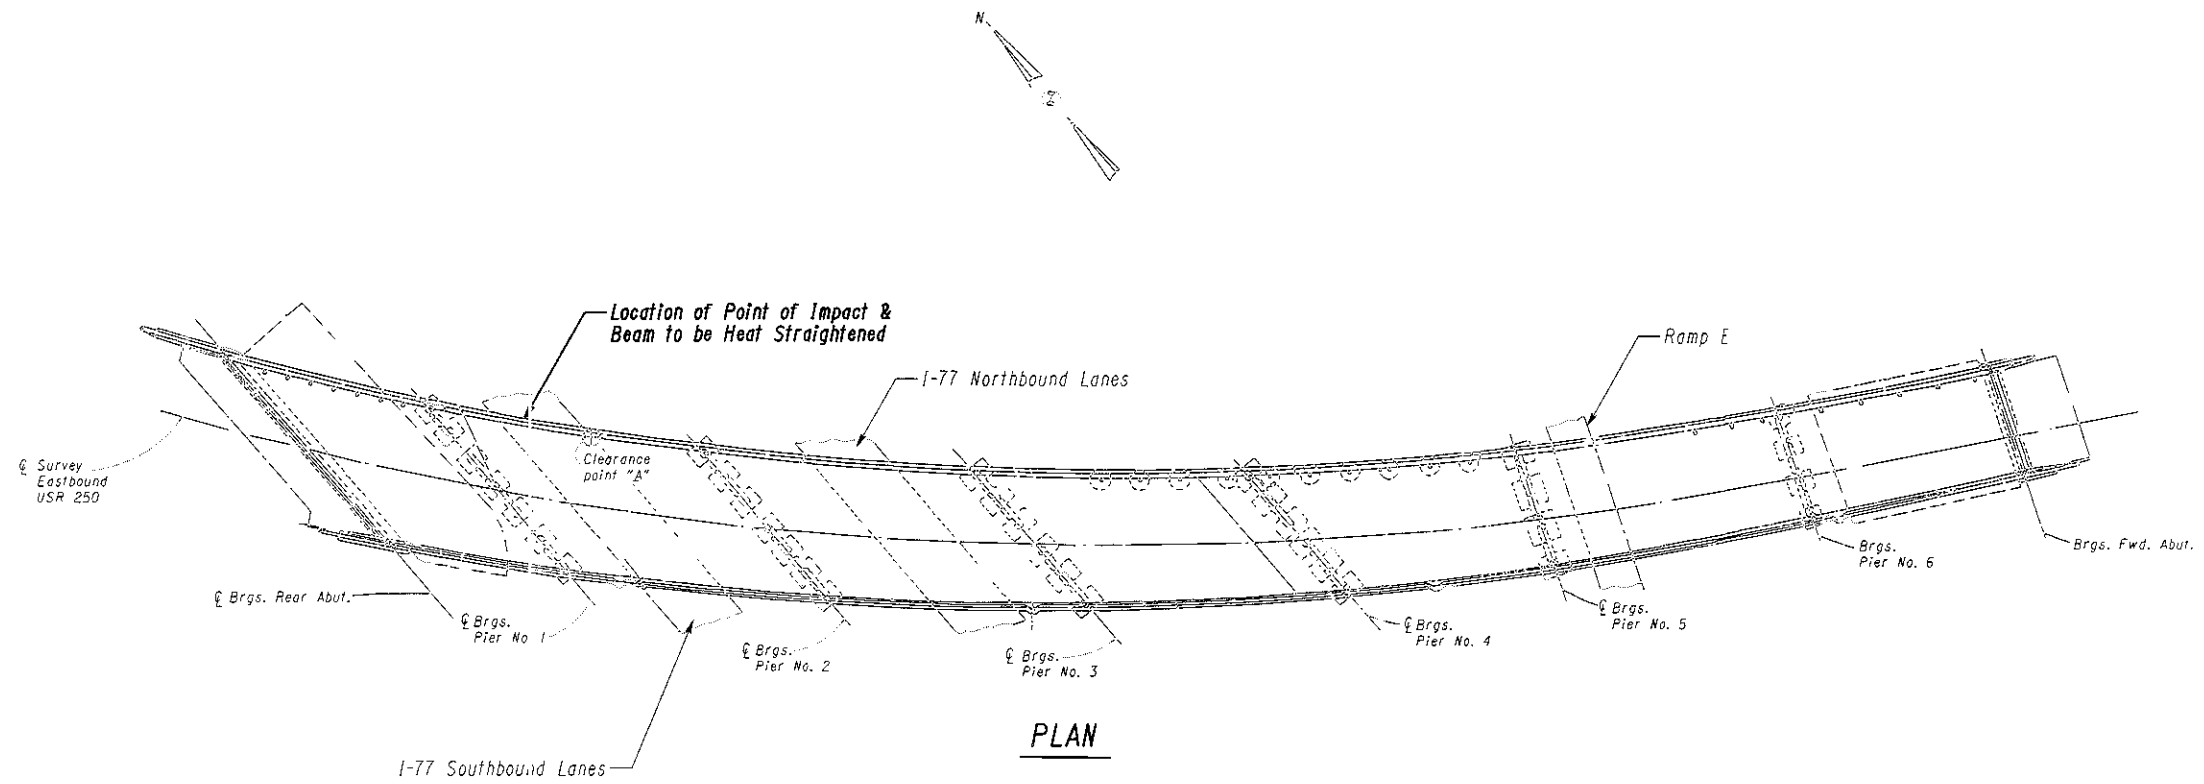 N
Location of Point of Impact &
Beam to be Heat Straightened
I-77 Northbound Lanes
Ramp E
Clearance
point "A"
℄ Survey
Eastbound
USR 250
℄ Brgs. Rear Abut.
℄ Brgs.
Pier No 1
℄ Brgs.
Pier No. 2
℄ Brgs.
Pier No. 3
℄ Brgs.
Pier No. 4
℄ Brgs.
Pier No. 5
Brgs.
Pier No. 6
Brgs. Fwd. Abut.
I-77 Southbound Lanes
PLAN